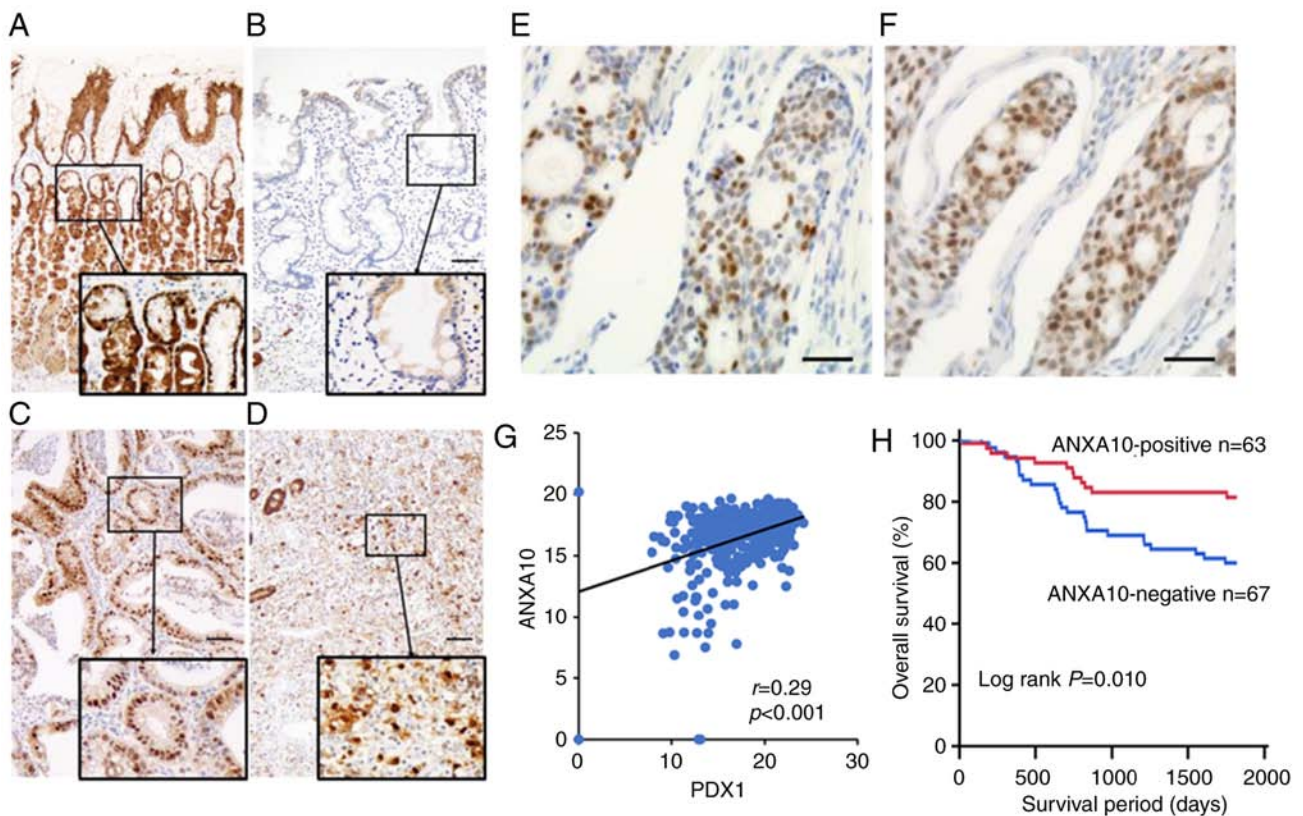 A
B
E
F
C
D
G
25
20
15
10
5
0
0
10
20
30
ANXA10
PDX1
r=0.29
p<0.001
H
100
80
60
40
20
0
0
500
1000
1500
2000
Overall survival (%)
Survival period (days)
ANXA10-positive n=63
ANXA10-negative n=67
Log rank P=0.010